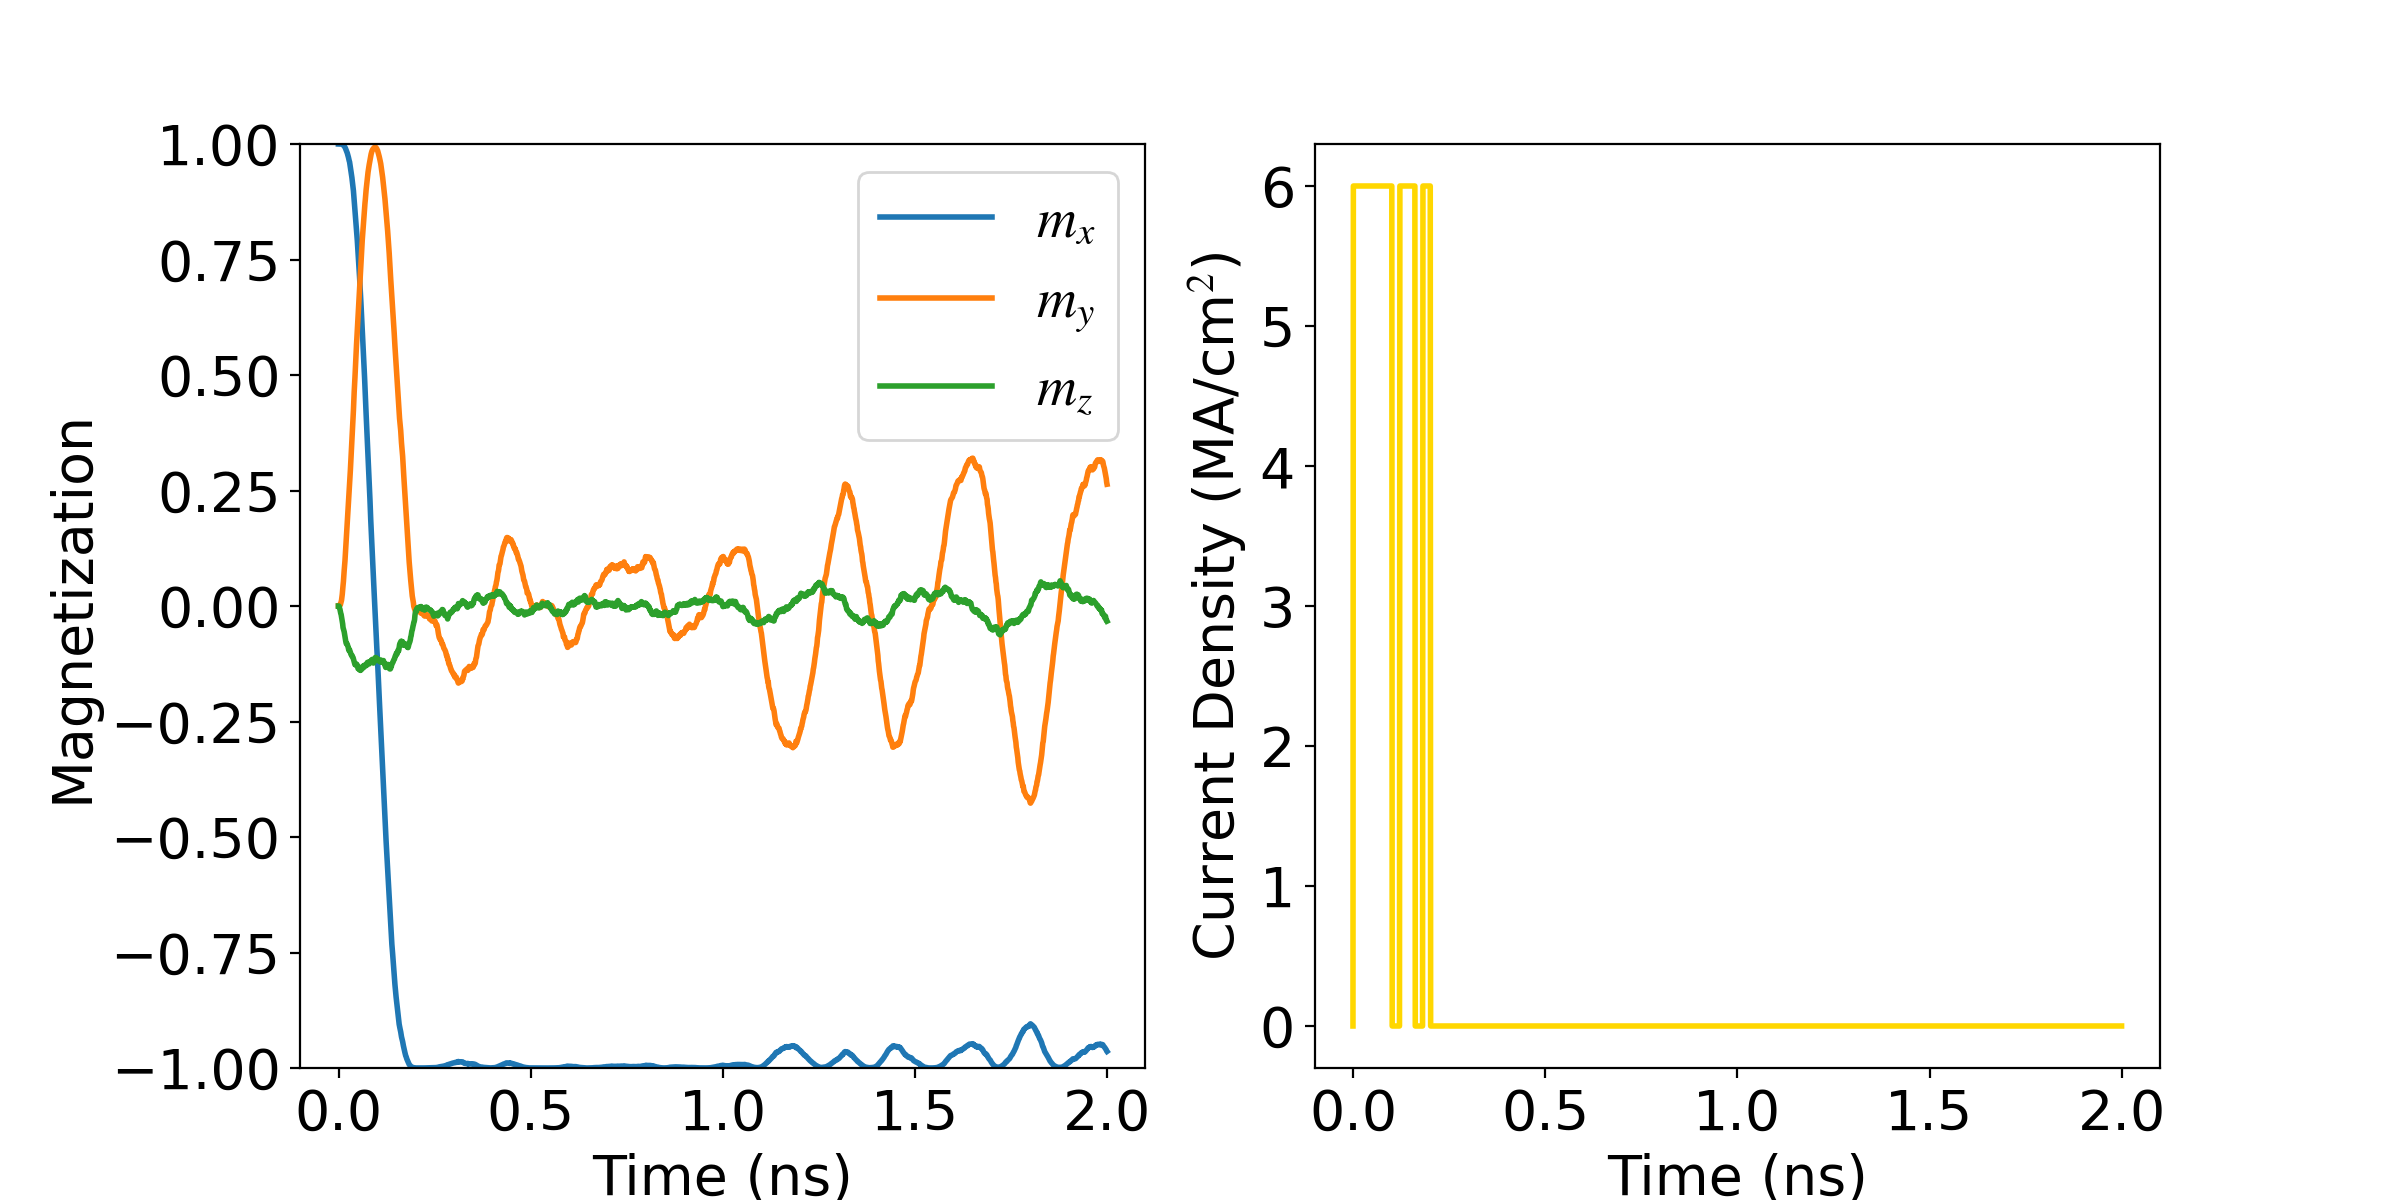 1.00
0.75
0.50
0.25
0.00
−0.25
−0.50
−0.75
−1.00
Magnetization
0.0 0.5 1.0 1.5 2.0
Time (ns)
m_x
m_y
m_z
6
5
4
3
2
1
0
Current Density (MA/cm²)
0.0 0.5 1.0 1.5 2.0
Time (ns)